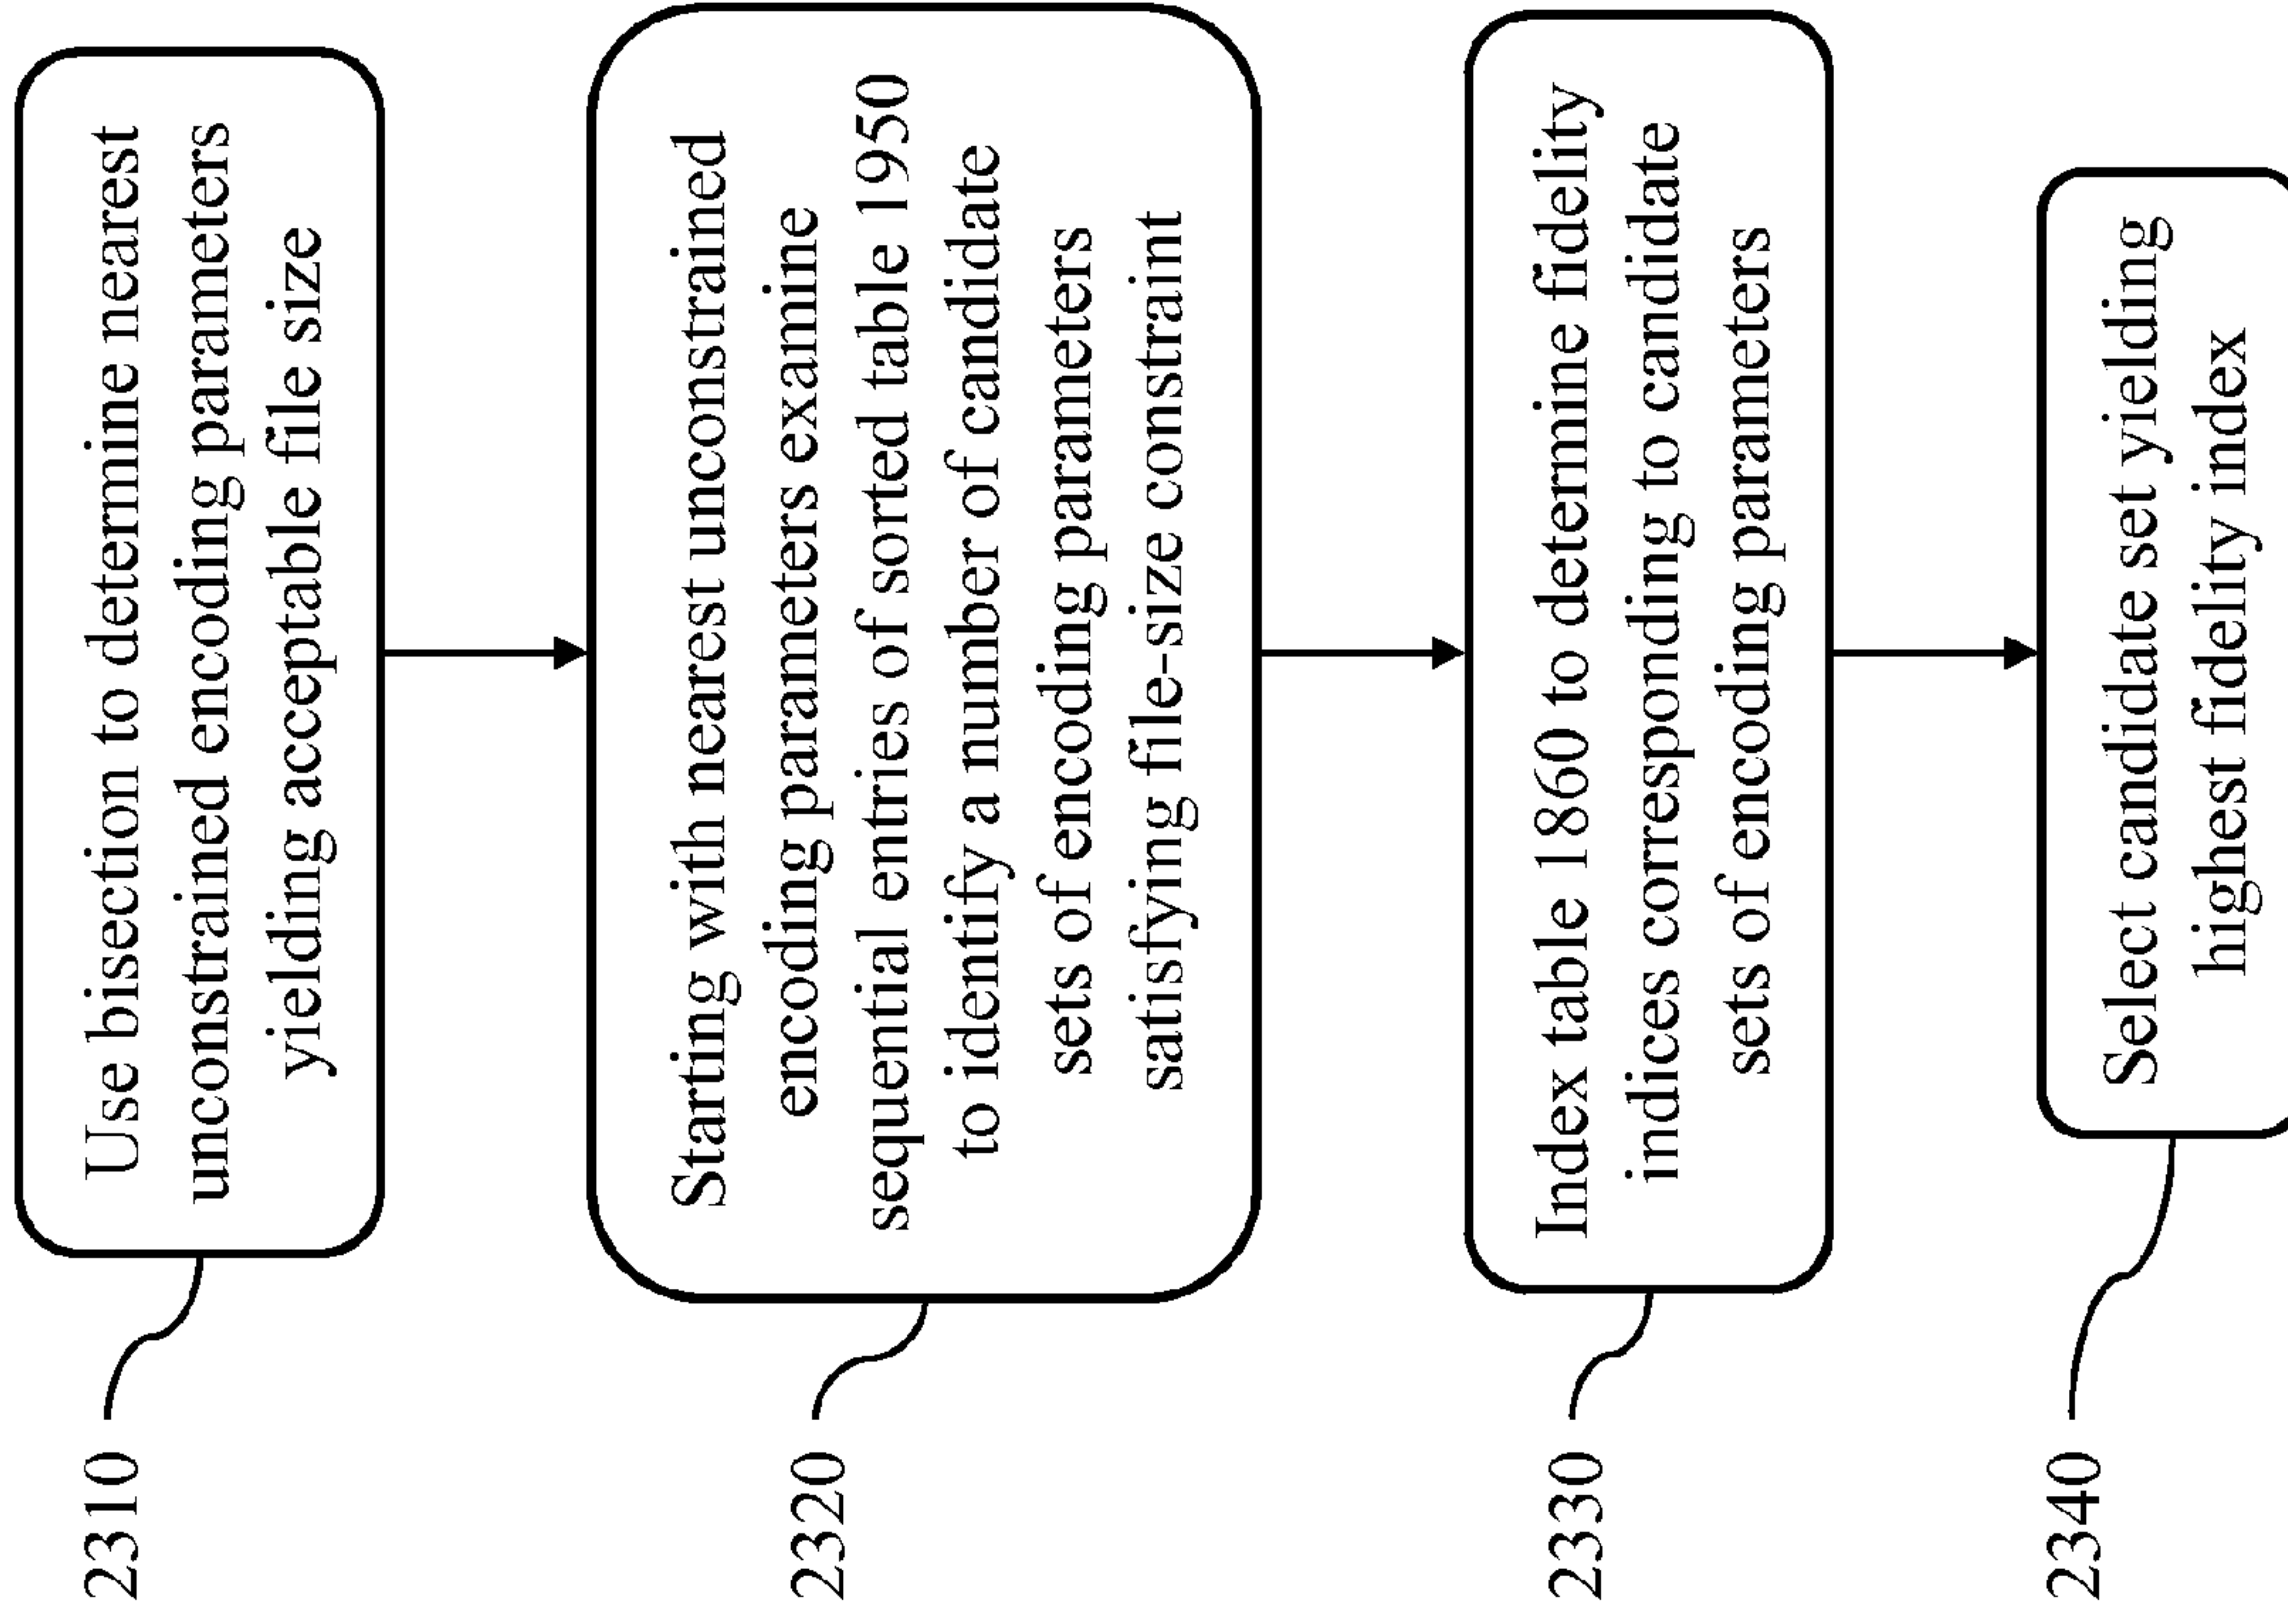 2310
Use bisection to determine nearest
unconstrained encoding parameters
yielding acceptable file size
2320
Starting with nearest unconstrained
encoding parameters examine
sequential entries of sorted table 1950
to identify a number of candidate
sets of encoding parameters
satisfying file-size constraint
2330
Index table 1860 to determine fidelity
indices corresponding to candidate
sets of encoding parameters
2340
Select candidate set yielding
highest fidelity index